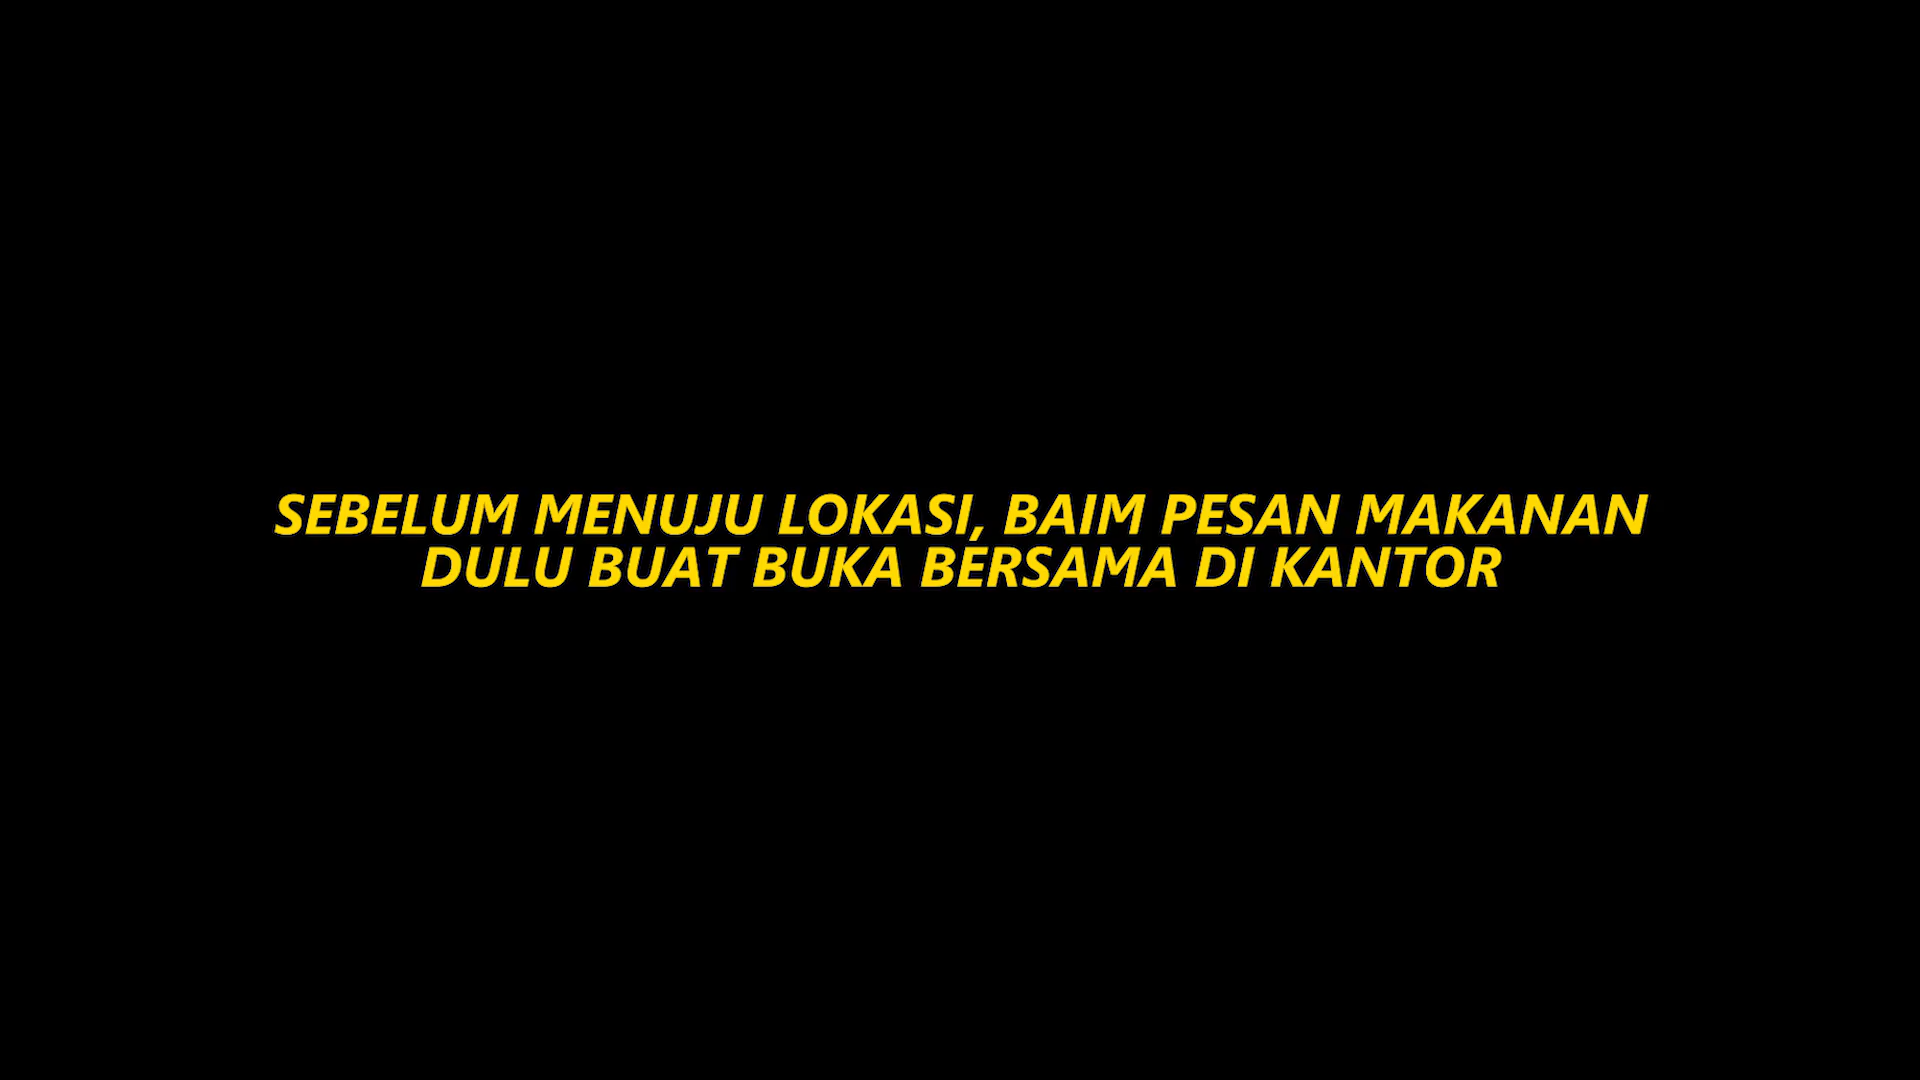 SEBELUM MENUJU LOKASI, BAIM PESAN MAKANAN
DULU BUAT BUKA BERSAMA DI KANTOR